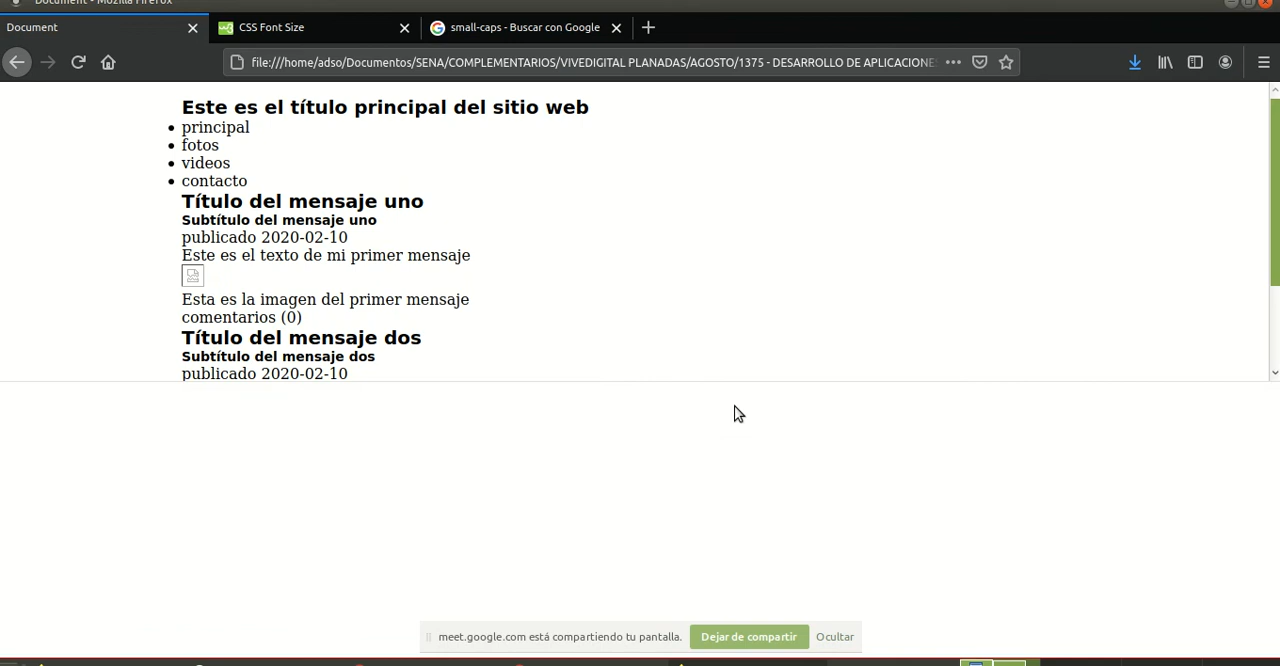 Document - Mozilla Firefox
Document
CSS Font Size
small-caps - Buscar con Google
file:///home/adso/Documentos/SENA/COMPLEMENTARIOS/VIVEDIGITAL PLANADAS/AGOSTO/1375 - DESARROLLO DE APLICACIONE
Este es el título principal del sitio web
principal
fotos
videos
contacto
Título del mensaje uno
Subtítulo del mensaje uno
publicado 2020-02-10
Este es el texto de mi primer mensaje
Esta es la imagen del primer mensaje
comentarios (0)
Título del mensaje dos
Subtítulo del mensaje dos
publicado 2020-02-10
meet.google.com está compartiendo tu pantalla.
Dejar de compartir
Ocultar